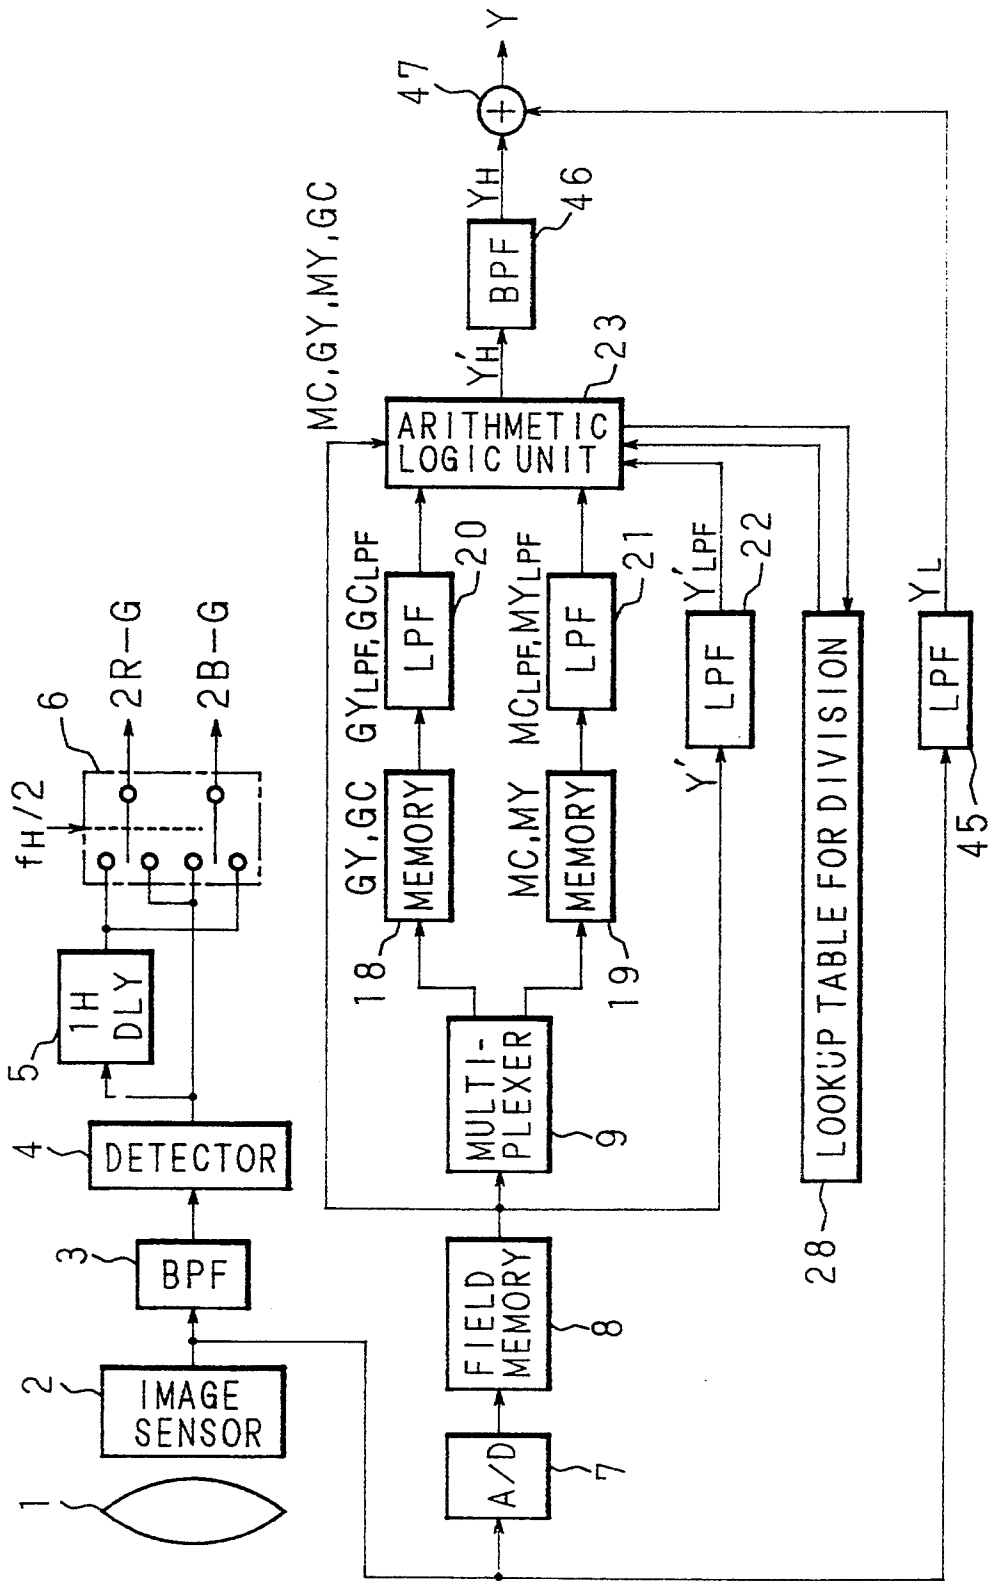 1
IMAGE
SENSOR
2
BPF
3
DETECTOR
4
1H
DLY
5
fH/2
6
2R-G
2B-G
A/D
7
FIELD
MEMORY
8
MULTI-
PLEXER
9
GY,GC
MEMORY
18
MC,MY
MEMORY
19
GYLPF,GCLPF
LPF
20
MCLPF,MYLPF
LPF
21
Y'
LPF
22
Y'LPF
MC,GY,MY,GC
ARITHMETIC
LOGIC UNIT
23
Y'H
BPF
46
YH
47
+
Y
LOOKUP TABLE FOR DIVISION
28
LPF
45
YL